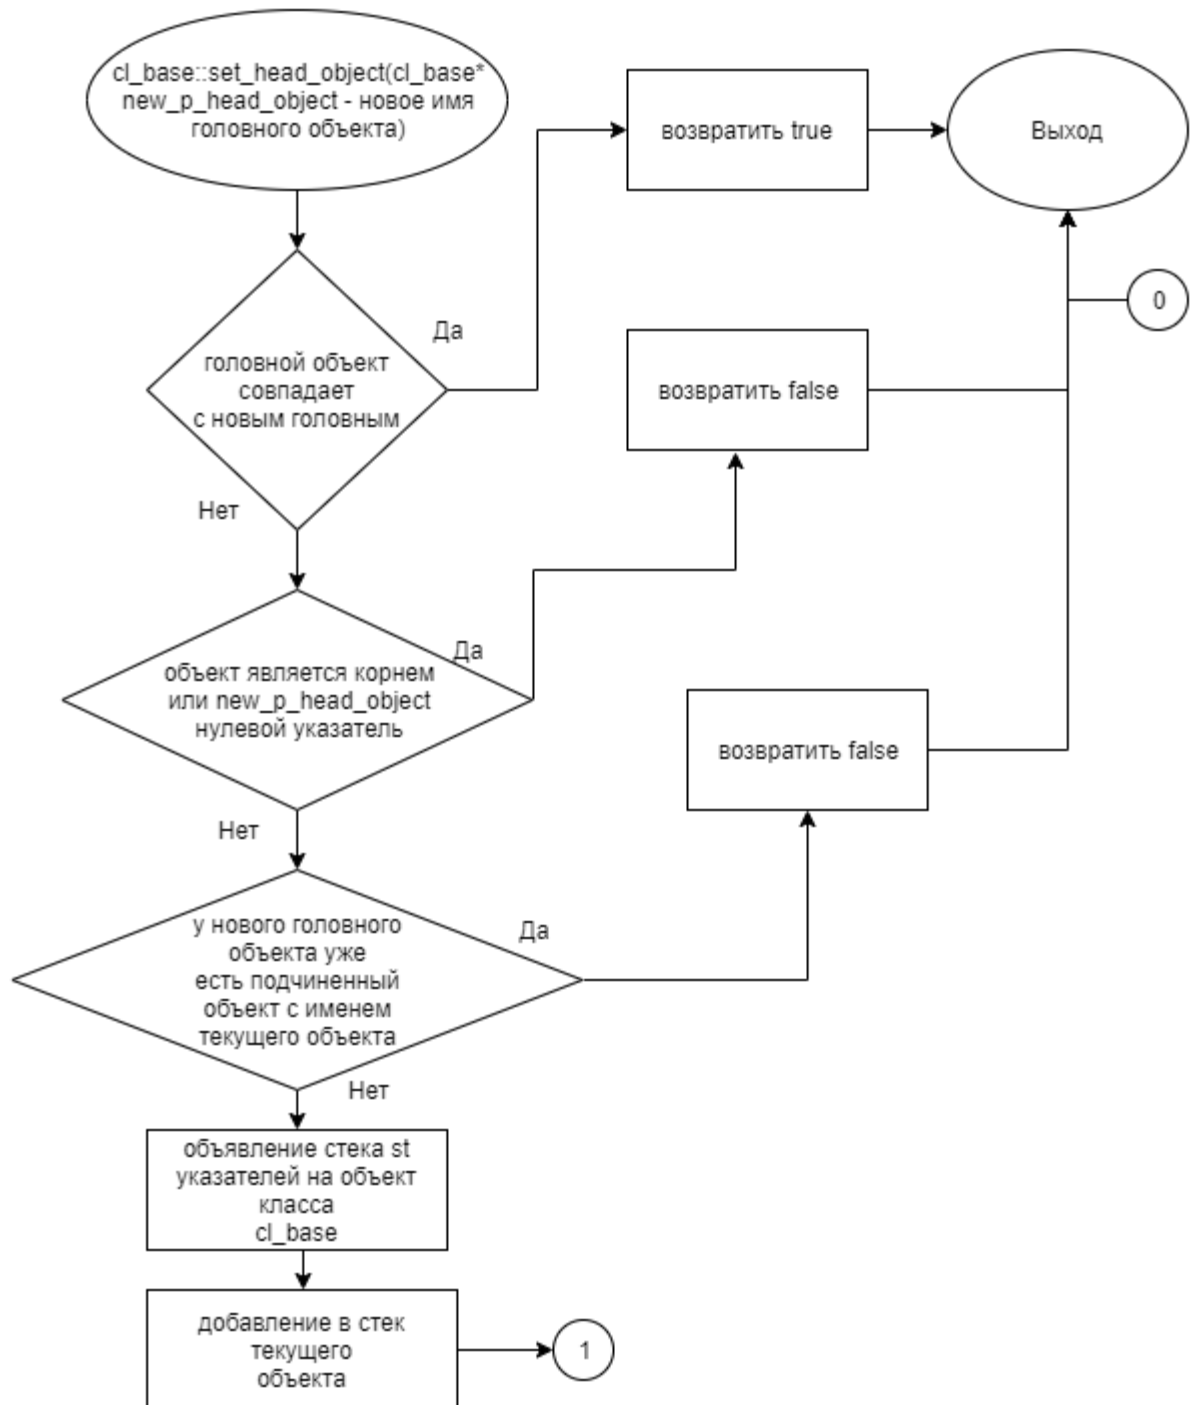 cl_base::set_head_object(cl_base*
new_p_head_object - новое имя
головного объекта)
возвратить true
Выход
0
Да
головной объект
совпадает
с новым головным
возвратить false
Нет
Да
объект является корнем
или new_p_head_object
нулевой указатель
возвратить false
Нет
у нового головного
объекта уже
есть подчиненный
объект с именем
текущего объекта
Да
Нет
объявление стека st
указателей на объект
класса
cl_base
добавление в стек
текущего
объекта
1